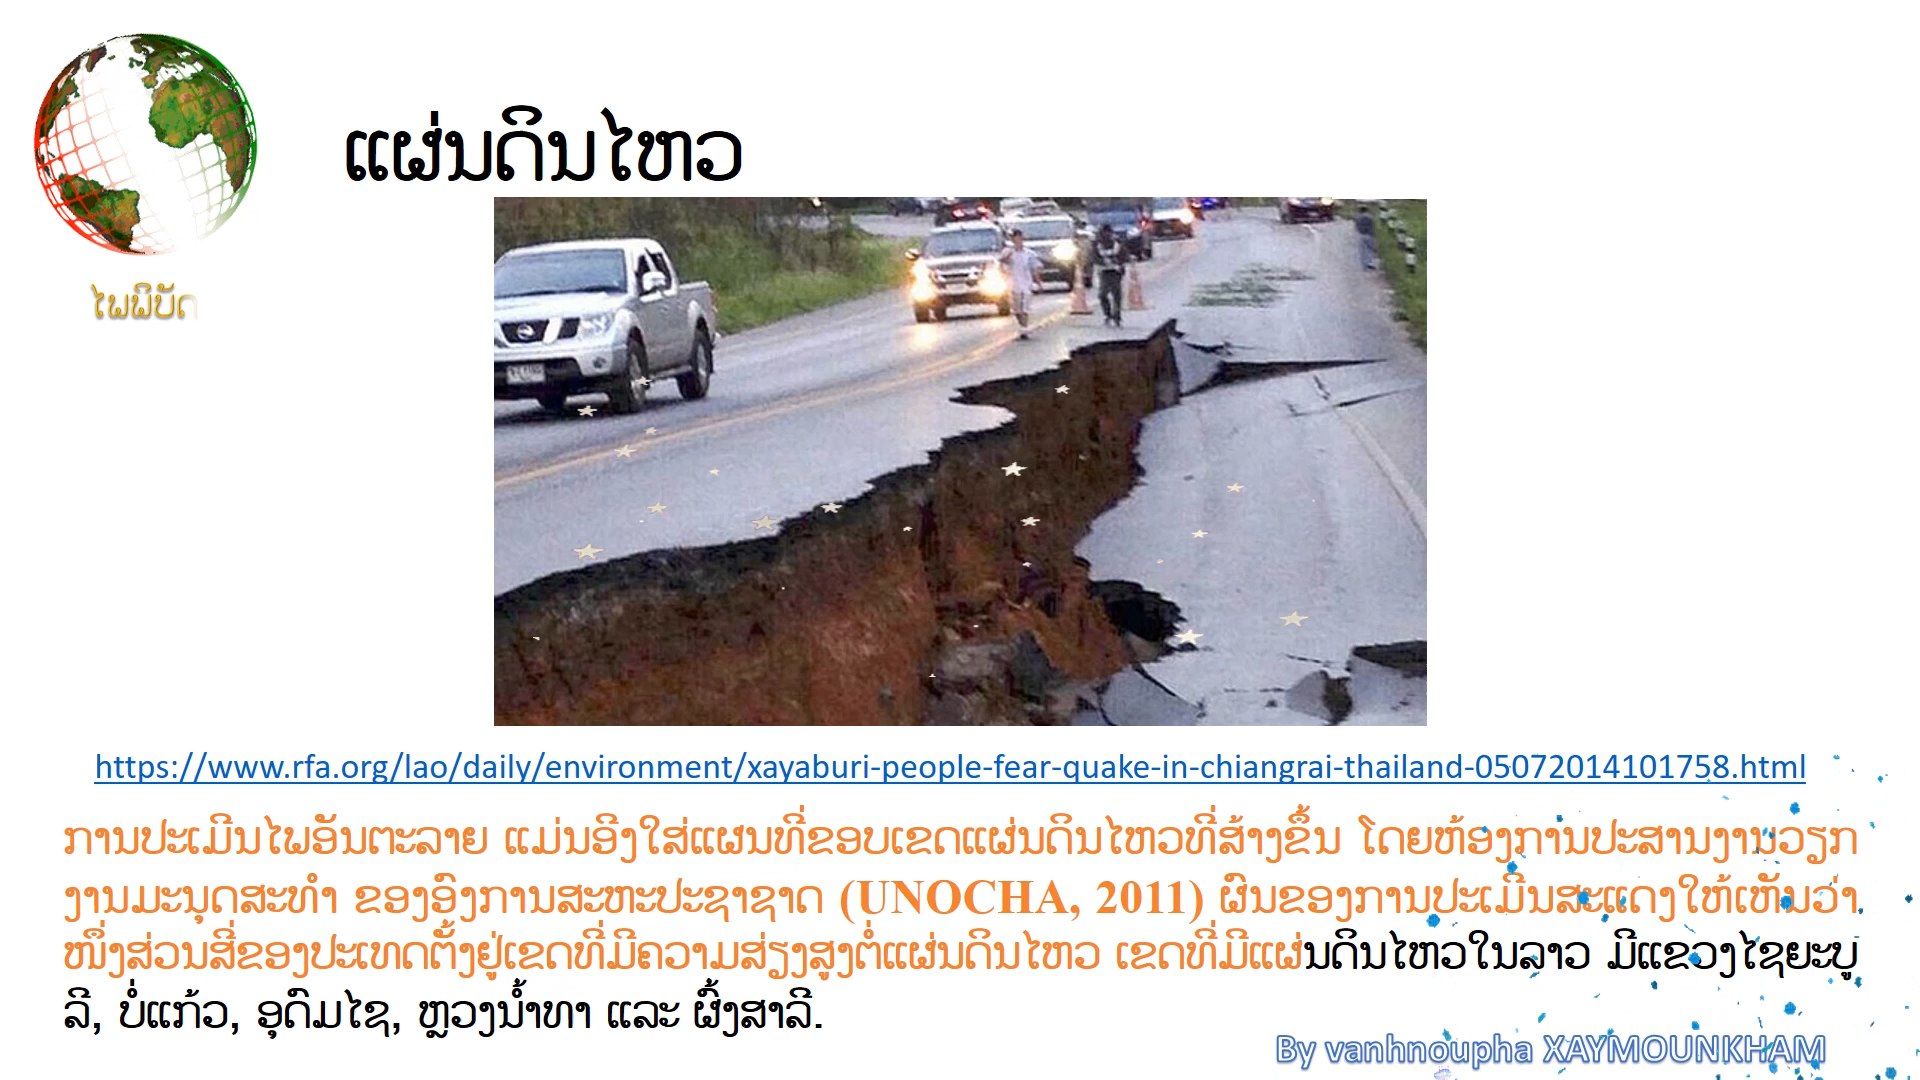 ແຜ່ນດິນໄຫວ
ໄພພິບັດ
https://www.rfa.org/lao/daily/environment/xayaburi-people-fear-quake-in-chiangrai-thailand-05072014101758.html
ການປະເມີນໄພອັນຕະລາຍ ແມ່ນອີງໃສ່ແຜນທີ່ຂອບເຂດແຜ່ນດິນໄຫວທີ່ສ້າງຂຶ້ນ ໂດຍຫ້ອງການປະສານງານວຽກ
ງານມະນຸດສະທຳ ຂອງອົງການສະຫະປະຊາຊາດ (UNOCHA, 2011) ຜົນຂອງການປະເມີນສະແດງໃຫ້ເຫັນວ່າ
ໜຶ່ງສ່ວນສີ່ຂອງປະເທດຕັ້ງຢູ່ເຂດທີ່ມີຄວາມສ່ຽງສູງຕໍ່ແຜ່ນດິນໄຫວ ເຂດທີ່ມີແຜ່ນດິນໄຫວໃນລາວ ມີແຂວງໄຊຍະບູ
ລີ, ບໍ່ແກ້ວ, ອຸດົມໄຊ, ຫຼວງນ້ຳທາ ແລະ ຜົ້ງສາລີ.
By vanhnoupha XAYMOUNKHAM